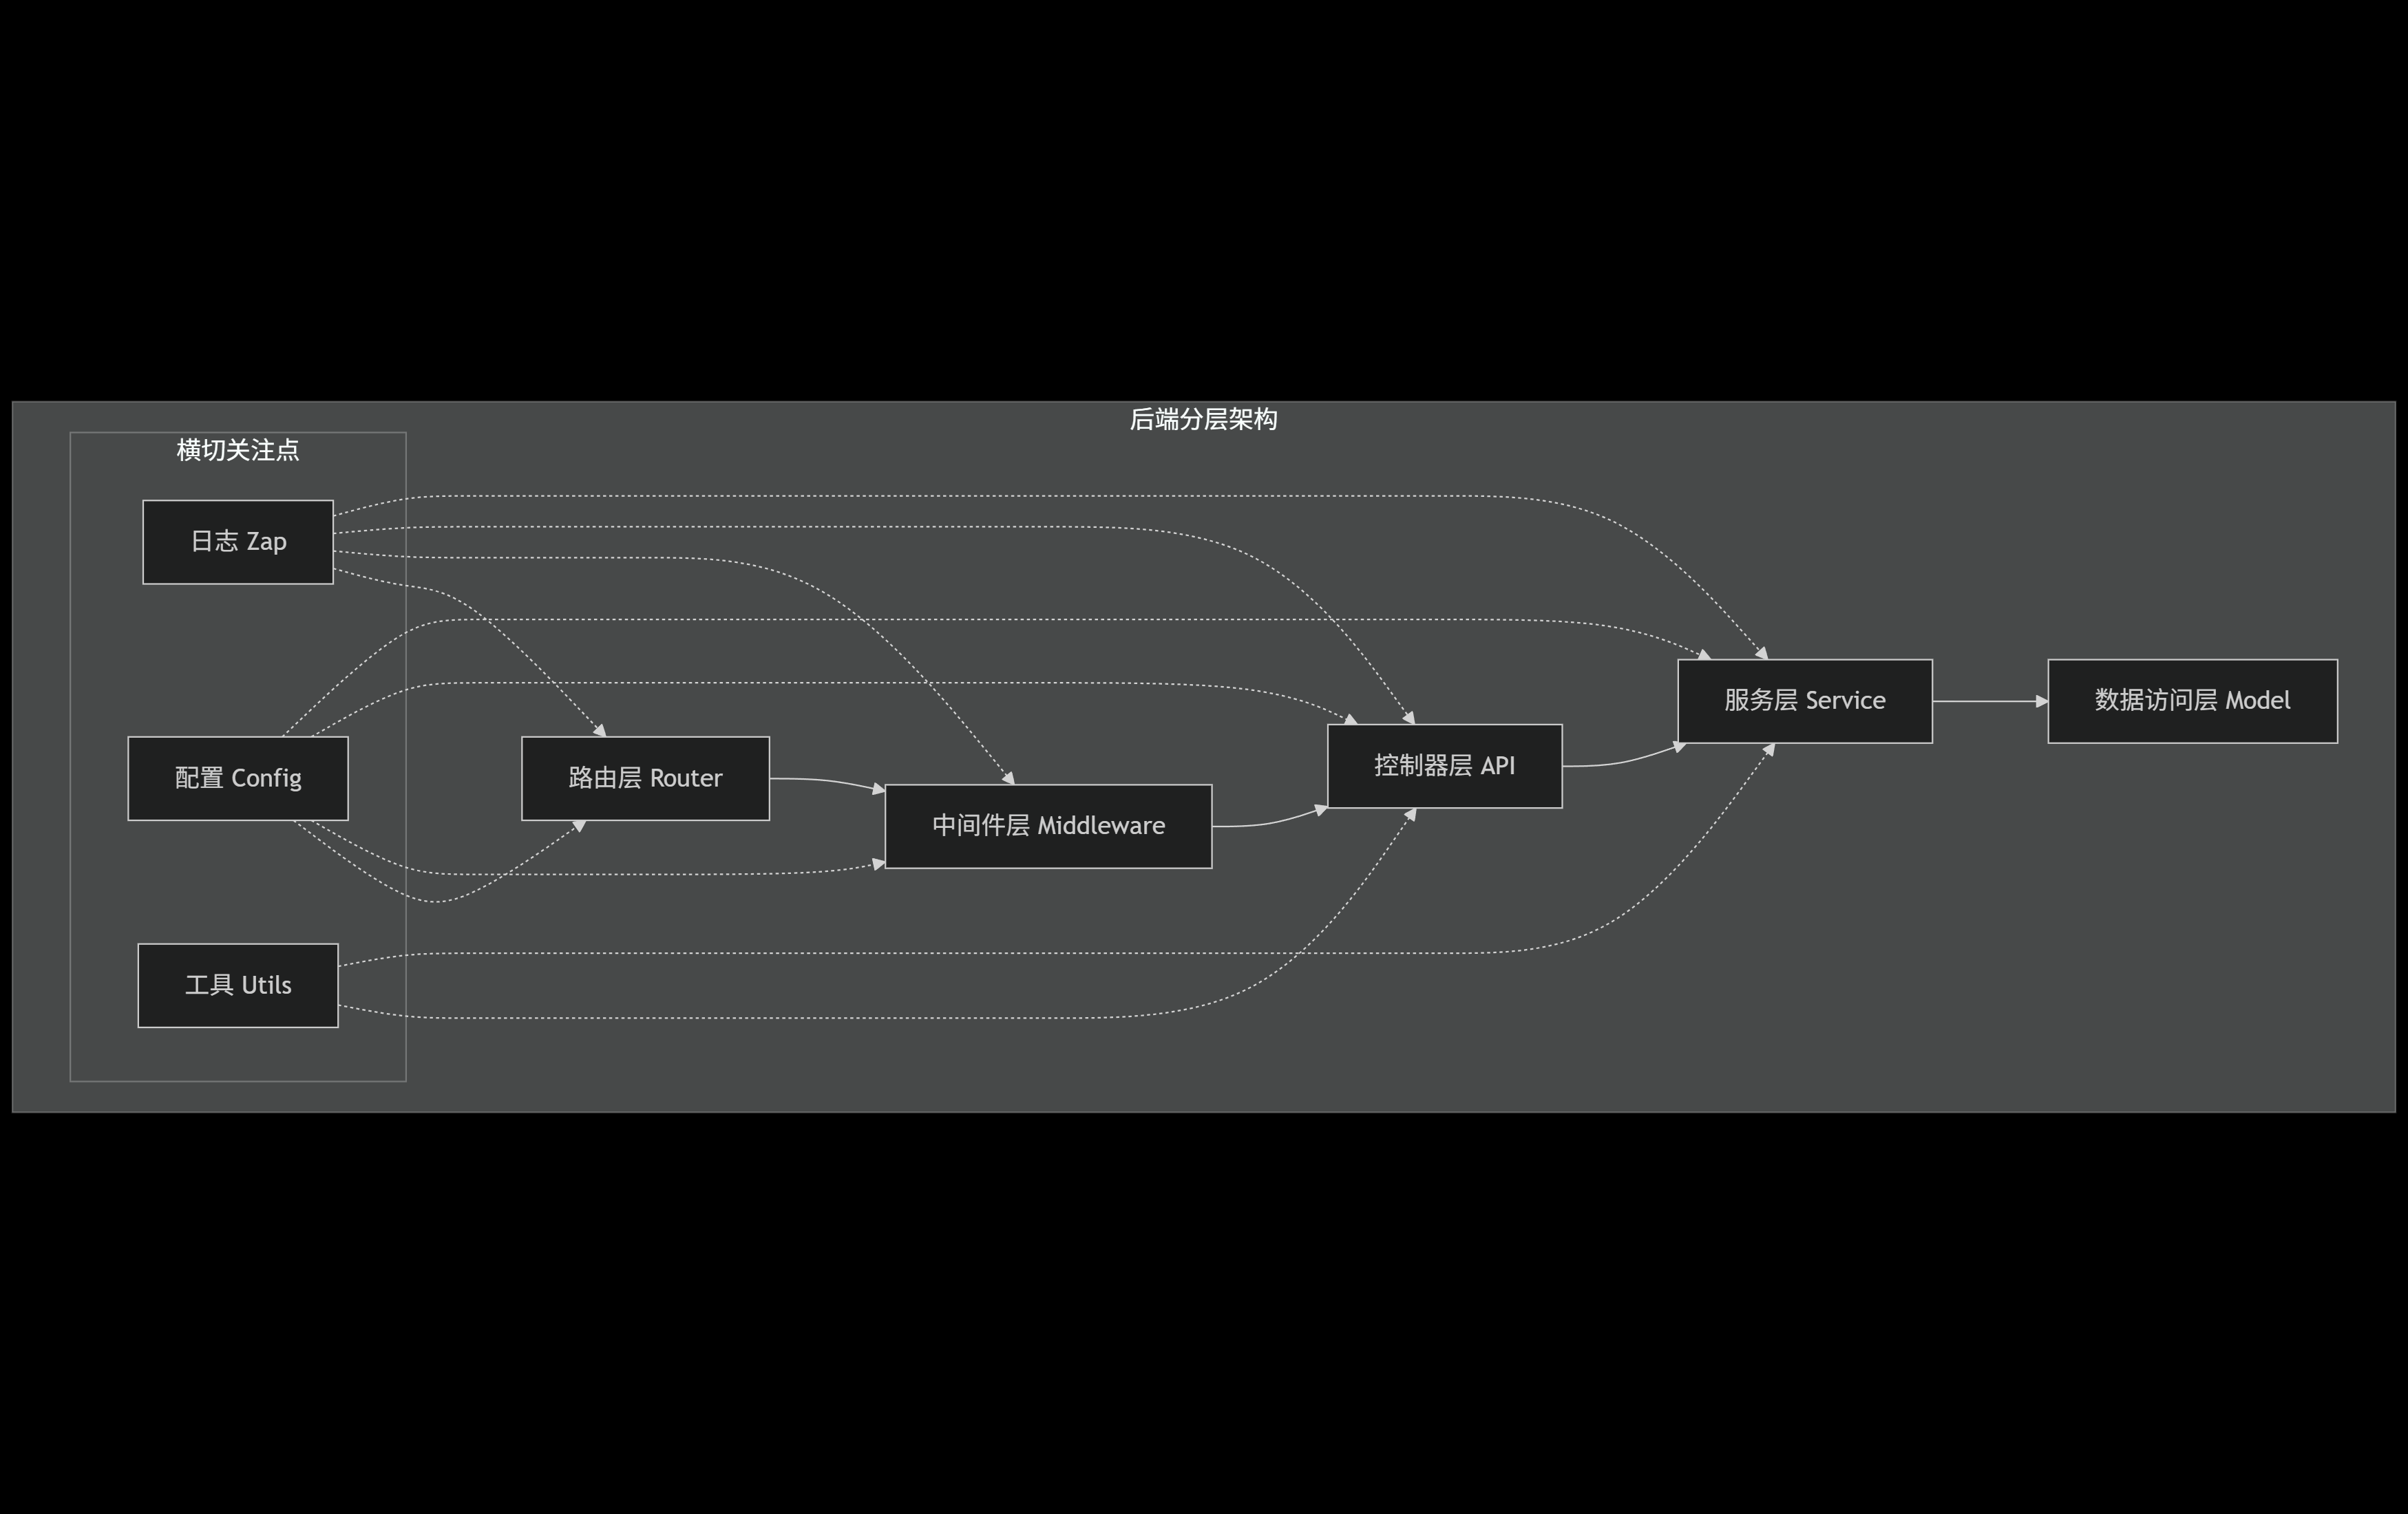 后端分层架构
横切关注点
日志 Zap
配置 Config
工具 Utils
路由层 Router
中间件层 Middleware
控制器层 API
服务层 Service
数据访问层 Model